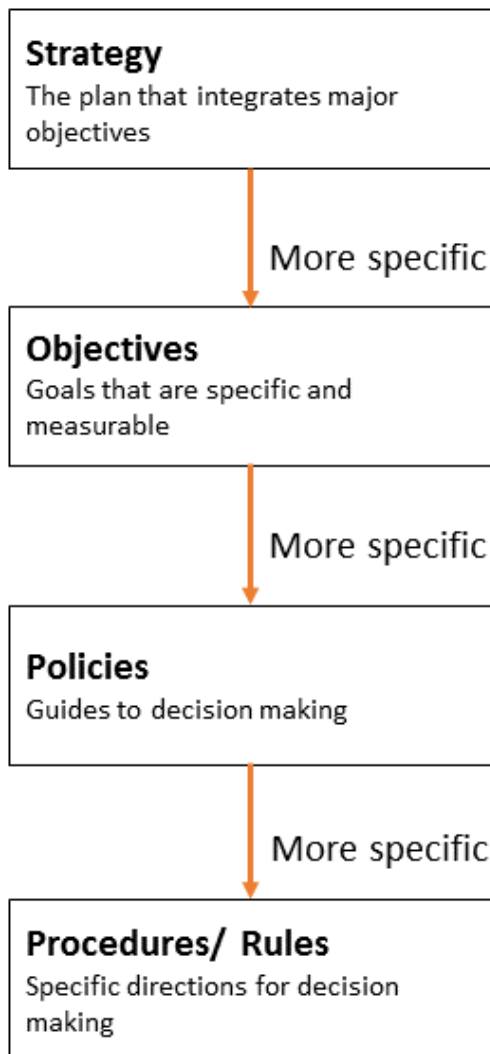 Strategy
The plan that integrates major
objectives
More specific
Objectives
Goals that are specific and
measurable
More specific
Policies
Guides to decision making
More specific
Procedures/ Rules
Specific directions for decision
making